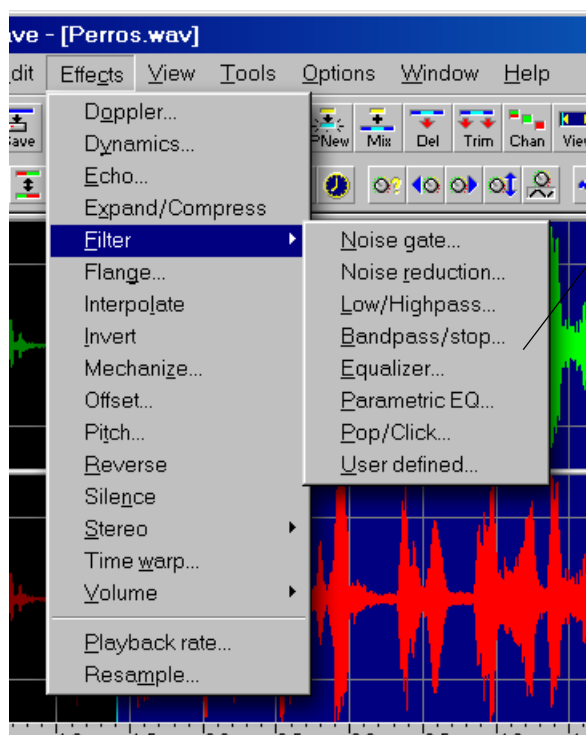 ve - [Perros.wav]
dit Effects View Tools Options Window Help
ave PNew Mix Del Trim Chan View
Doppler...
Dynamics...
Echo...
Expand/Compress
Filter
Flange...
Interpolate
Invert
Mechanize...
Offset...
Pitch...
Reverse
Silence
Stereo
Time warp...
Volume
Playback rate...
Resample...
Noise gate...
Noise reduction...
Low/Highpass...
Bandpass/stop...
Equalizer...
Parametric EQ...
Pop/Click...
User defined...